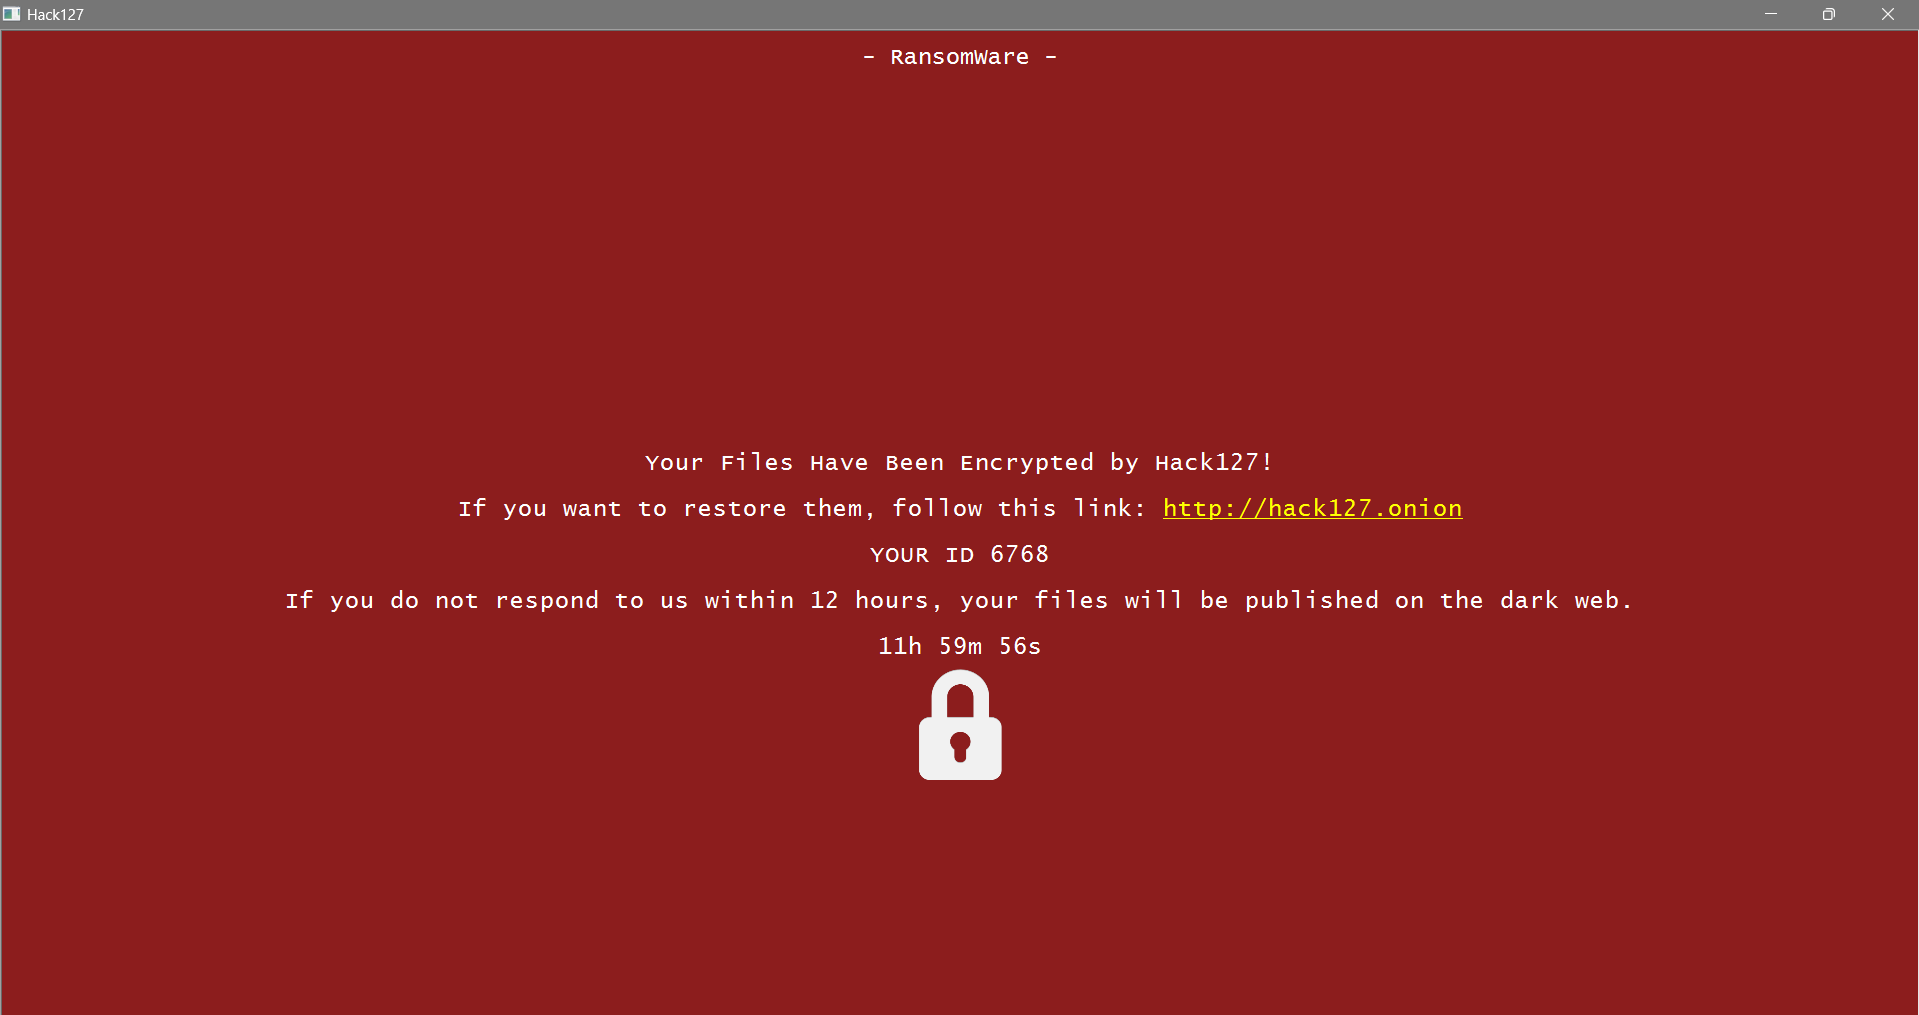 Hack127
- RansomWare -
Your Files Have Been Encrypted by Hack127!
If you want to restore them, follow this link: http://hack127.onion
YOUR ID 6768
If you do not respond to us within 12 hours, your files will be published on the dark web.
11h 59m 56s